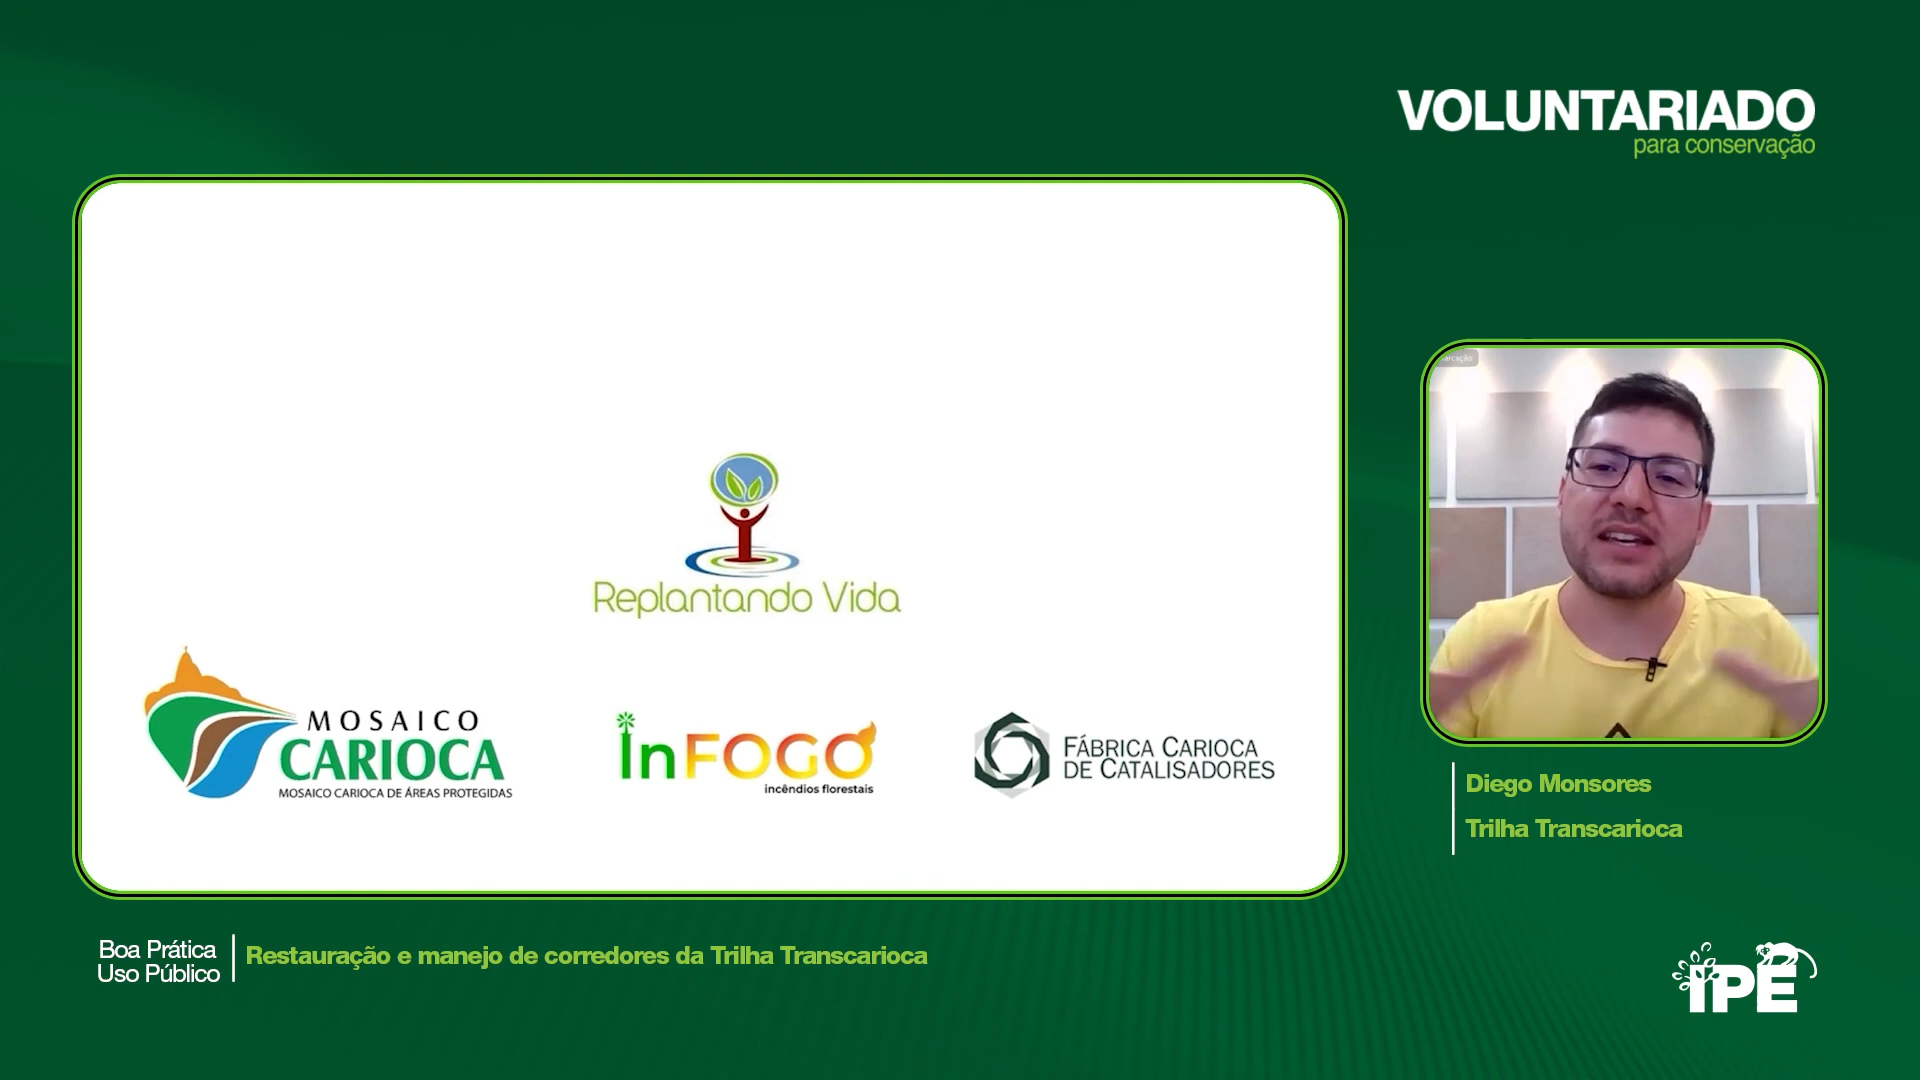 VOLUNTARIADO
para conservação
Replantando Vida
MOSAICO
CARIOCA
MOSAICO CARIOCA DE ÁREAS PROTEGIDAS
InFOGO
incêndios florestais
FÁBRICA CARIOCA
DE CATALISADORES
Diego Monsores
Trilha Transcarioca
Boa Prática
Uso Público
Restauração e manejo de corredores da Trilha Transcarioca
IPÊ